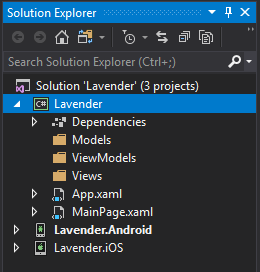 Solution Explorer
Search Solution Explorer (Ctrl+;)
Solution 'Lavender' (3 projects)
C# Lavender
Dependencies
Models
ViewModels
Views
App.xaml
MainPage.xaml
Lavender.Android
Lavender.iOS